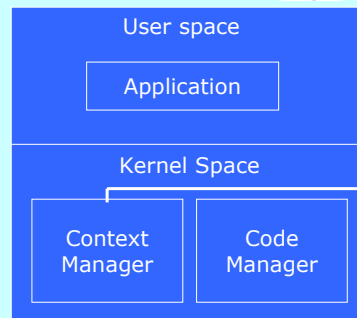 User space
Application
Kernel Space
Context
Manager
Code
Manager